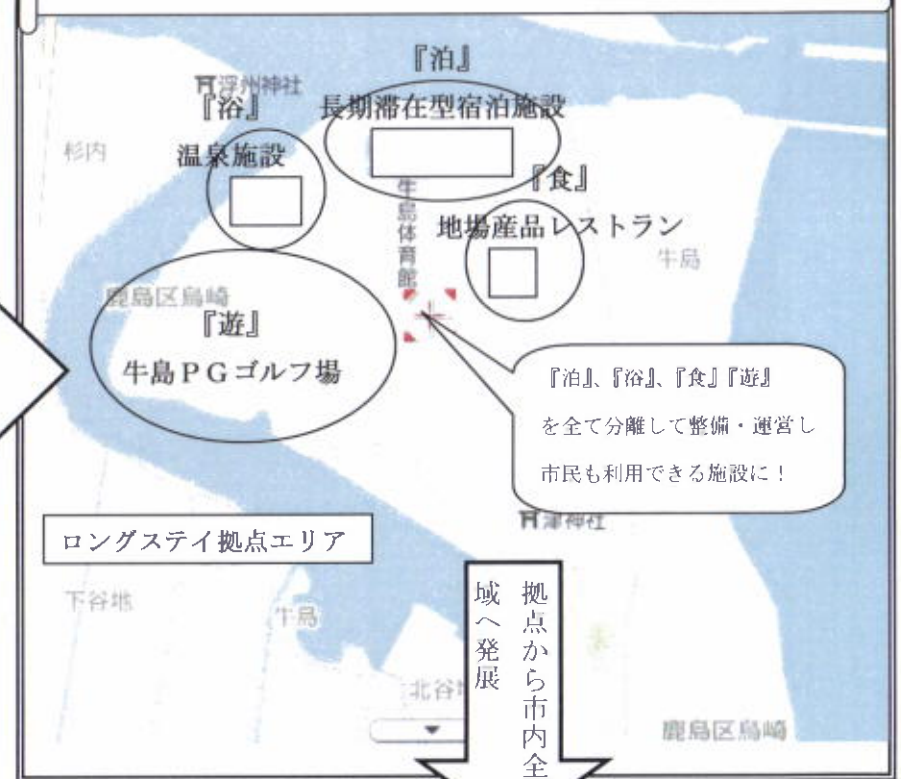 『泊』
浮州神社
『浴』
長期滞在型宿泊施設
杉内
温泉施設
『食』
牛島体育館
地場産品レストラン
牛島
鹿島区烏崎
『遊』
牛島PGゴルフ場
『泊』、『浴』、『食』『遊』
を全て分離して整備・運営し
市民も利用できる施設に！
津神社
ロングステイ拠点エリア
下谷地
牛島
拠点から市内全
域へ発展
北谷地
鹿島区烏崎